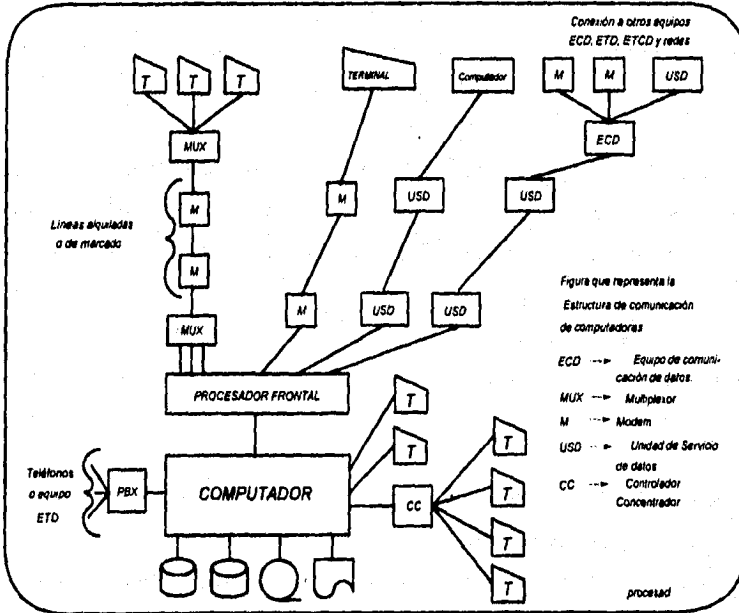 Conexión a otros equipos
ECD, ETD, ETCD y redes
T T T
TERMINAL
Computador
M M USD
MUX
ECD
Líneas alquiladas
o de marcado
M
M
USD
USD
M
MUX
M
USD
USD
Figura que representa la
Estructura de comunicación
de computadoras
PROCESADOR FRONTAL
ECD ---> Equipo de comuni-
cación de datos.
MUX ---> Multiplexor
M ---> Modem
USD ---> Unidad de Servicio
de datos
CC ---> Controlador
Concentrador
T
T
T
T
T
T
Teléfonos
o equipo
ETD
PBX
COMPUTADOR
CC
procesad